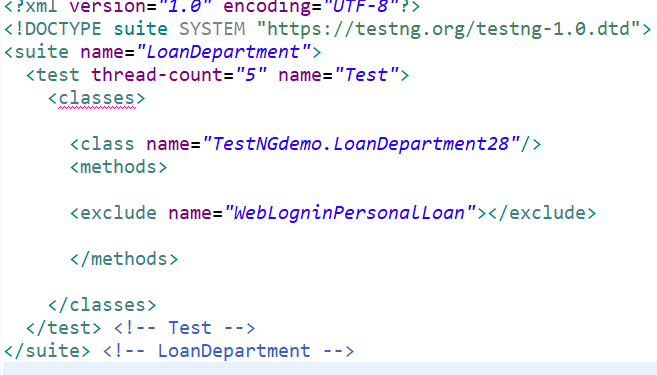 <?xml version="1.0" encoding="UTF-8"?>
<!DOCTYPE suite SYSTEM "https://testng.org/testng-1.0.dtd">
<suite name="LoanDepartment">
<test thread-count="5" name="Test">
<classes>
<class name="TestNGdemo.LoanDepartment28"/>
<methods>
<exclude name="WebLogninPersonalLoan"></exclude>
</methods>
</classes>
</test> <!-- Test -->
</suite> <!-- LoanDepartment -->